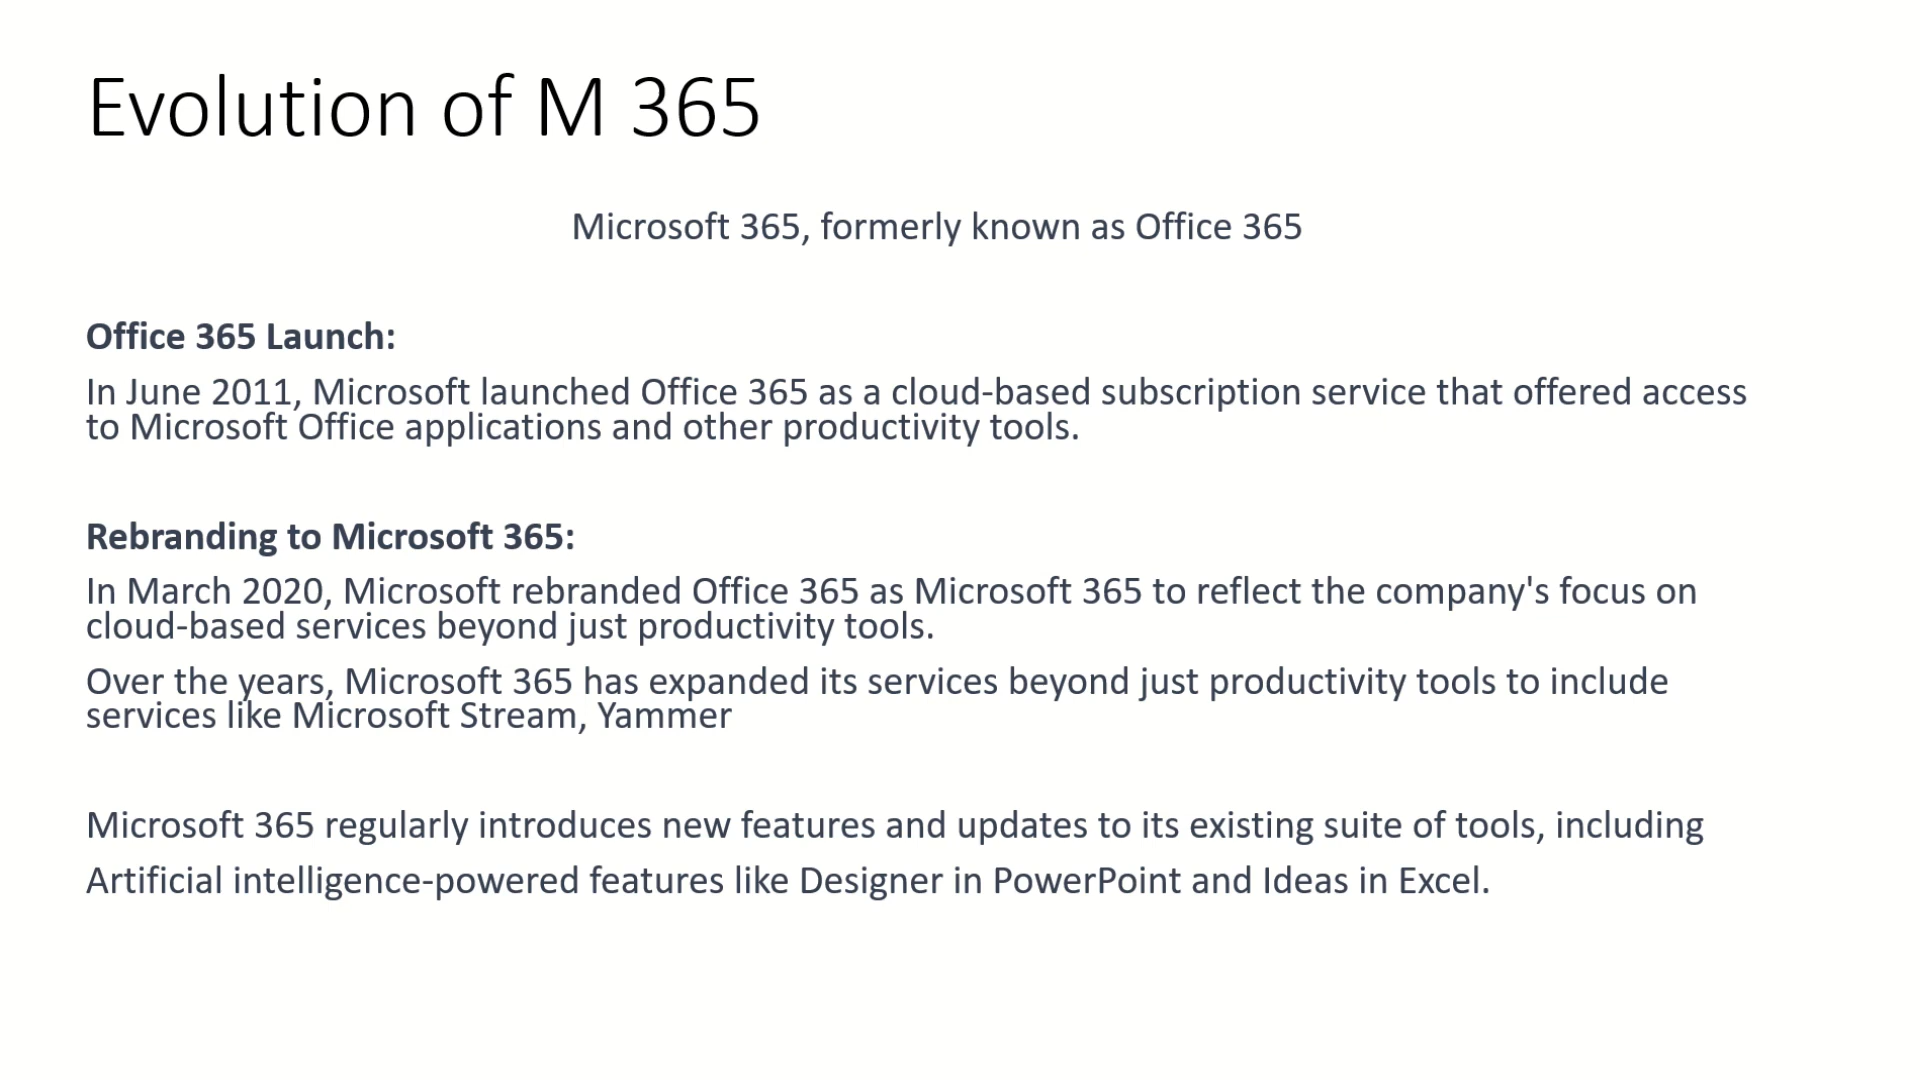 Evolution of M 365
Microsoft 365, formerly known as Office 365
Office 365 Launch:
In June 2011, Microsoft launched Office 365 as a cloud-based subscription service that offered access
to Microsoft Office applications and other productivity tools.
Rebranding to Microsoft 365:
In March 2020, Microsoft rebranded Office 365 as Microsoft 365 to reflect the company's focus on
cloud-based services beyond just productivity tools.
Over the years, Microsoft 365 has expanded its services beyond just productivity tools to include
services like Microsoft Stream, Yammer
Microsoft 365 regularly introduces new features and updates to its existing suite of tools, including
Artificial intelligence-powered features like Designer in PowerPoint and Ideas in Excel.